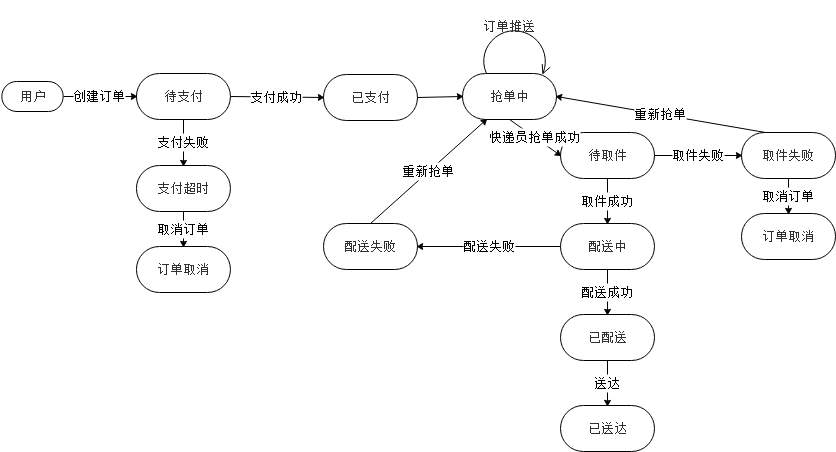 订单推送
用户
创建订单
待支付
支付成功
已支付
抢单中
重新抢单
支付失败
快递员抢单成功
待取件
取件失败
取件失败
重新抢单
支付超时
取件成功
取消订单
取消订单
订单取消
配送失败
配送失败
配送中
订单取消
配送成功
已配送
送达
已送达